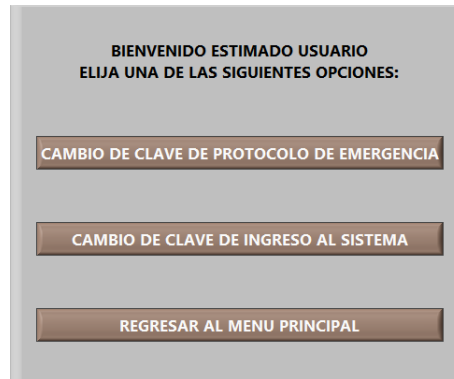 BIENVENIDO ESTIMADO USUARIO
ELIJA UNA DE LAS SIGUIENTES OPCIONES:
CAMBIO DE CLAVE DE PROTOCOLO DE EMERGENCIA
CAMBIO DE CLAVE DE INGRESO AL SISTEMA
REGRESAR AL MENU PRINCIPAL